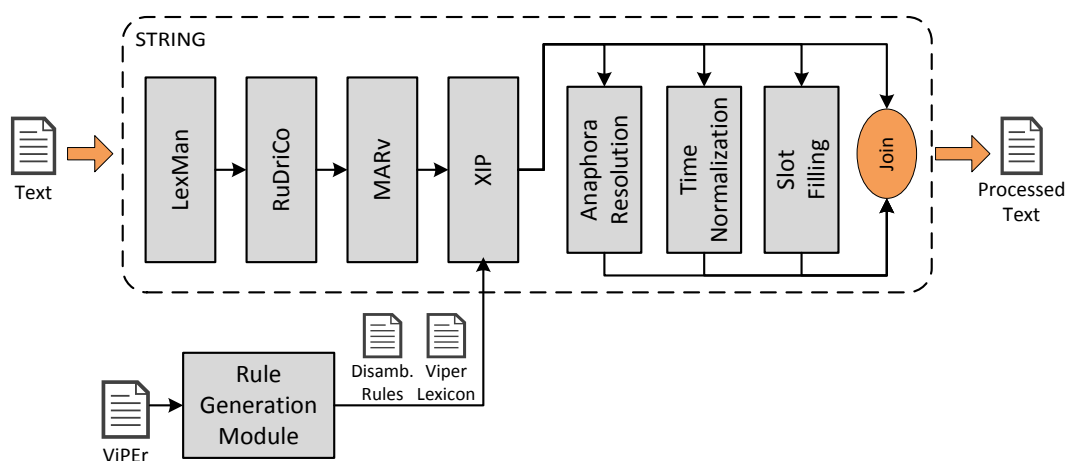 STRING
Text
LexMan
RuDriCo
MARv
XIP
Anaphora
Resolution
Time
Normalization
Slot
Filling
Join
Processed
Text
Disamb.
Rules
Viper
Lexicon
Rule
Generation
Module
ViPEr